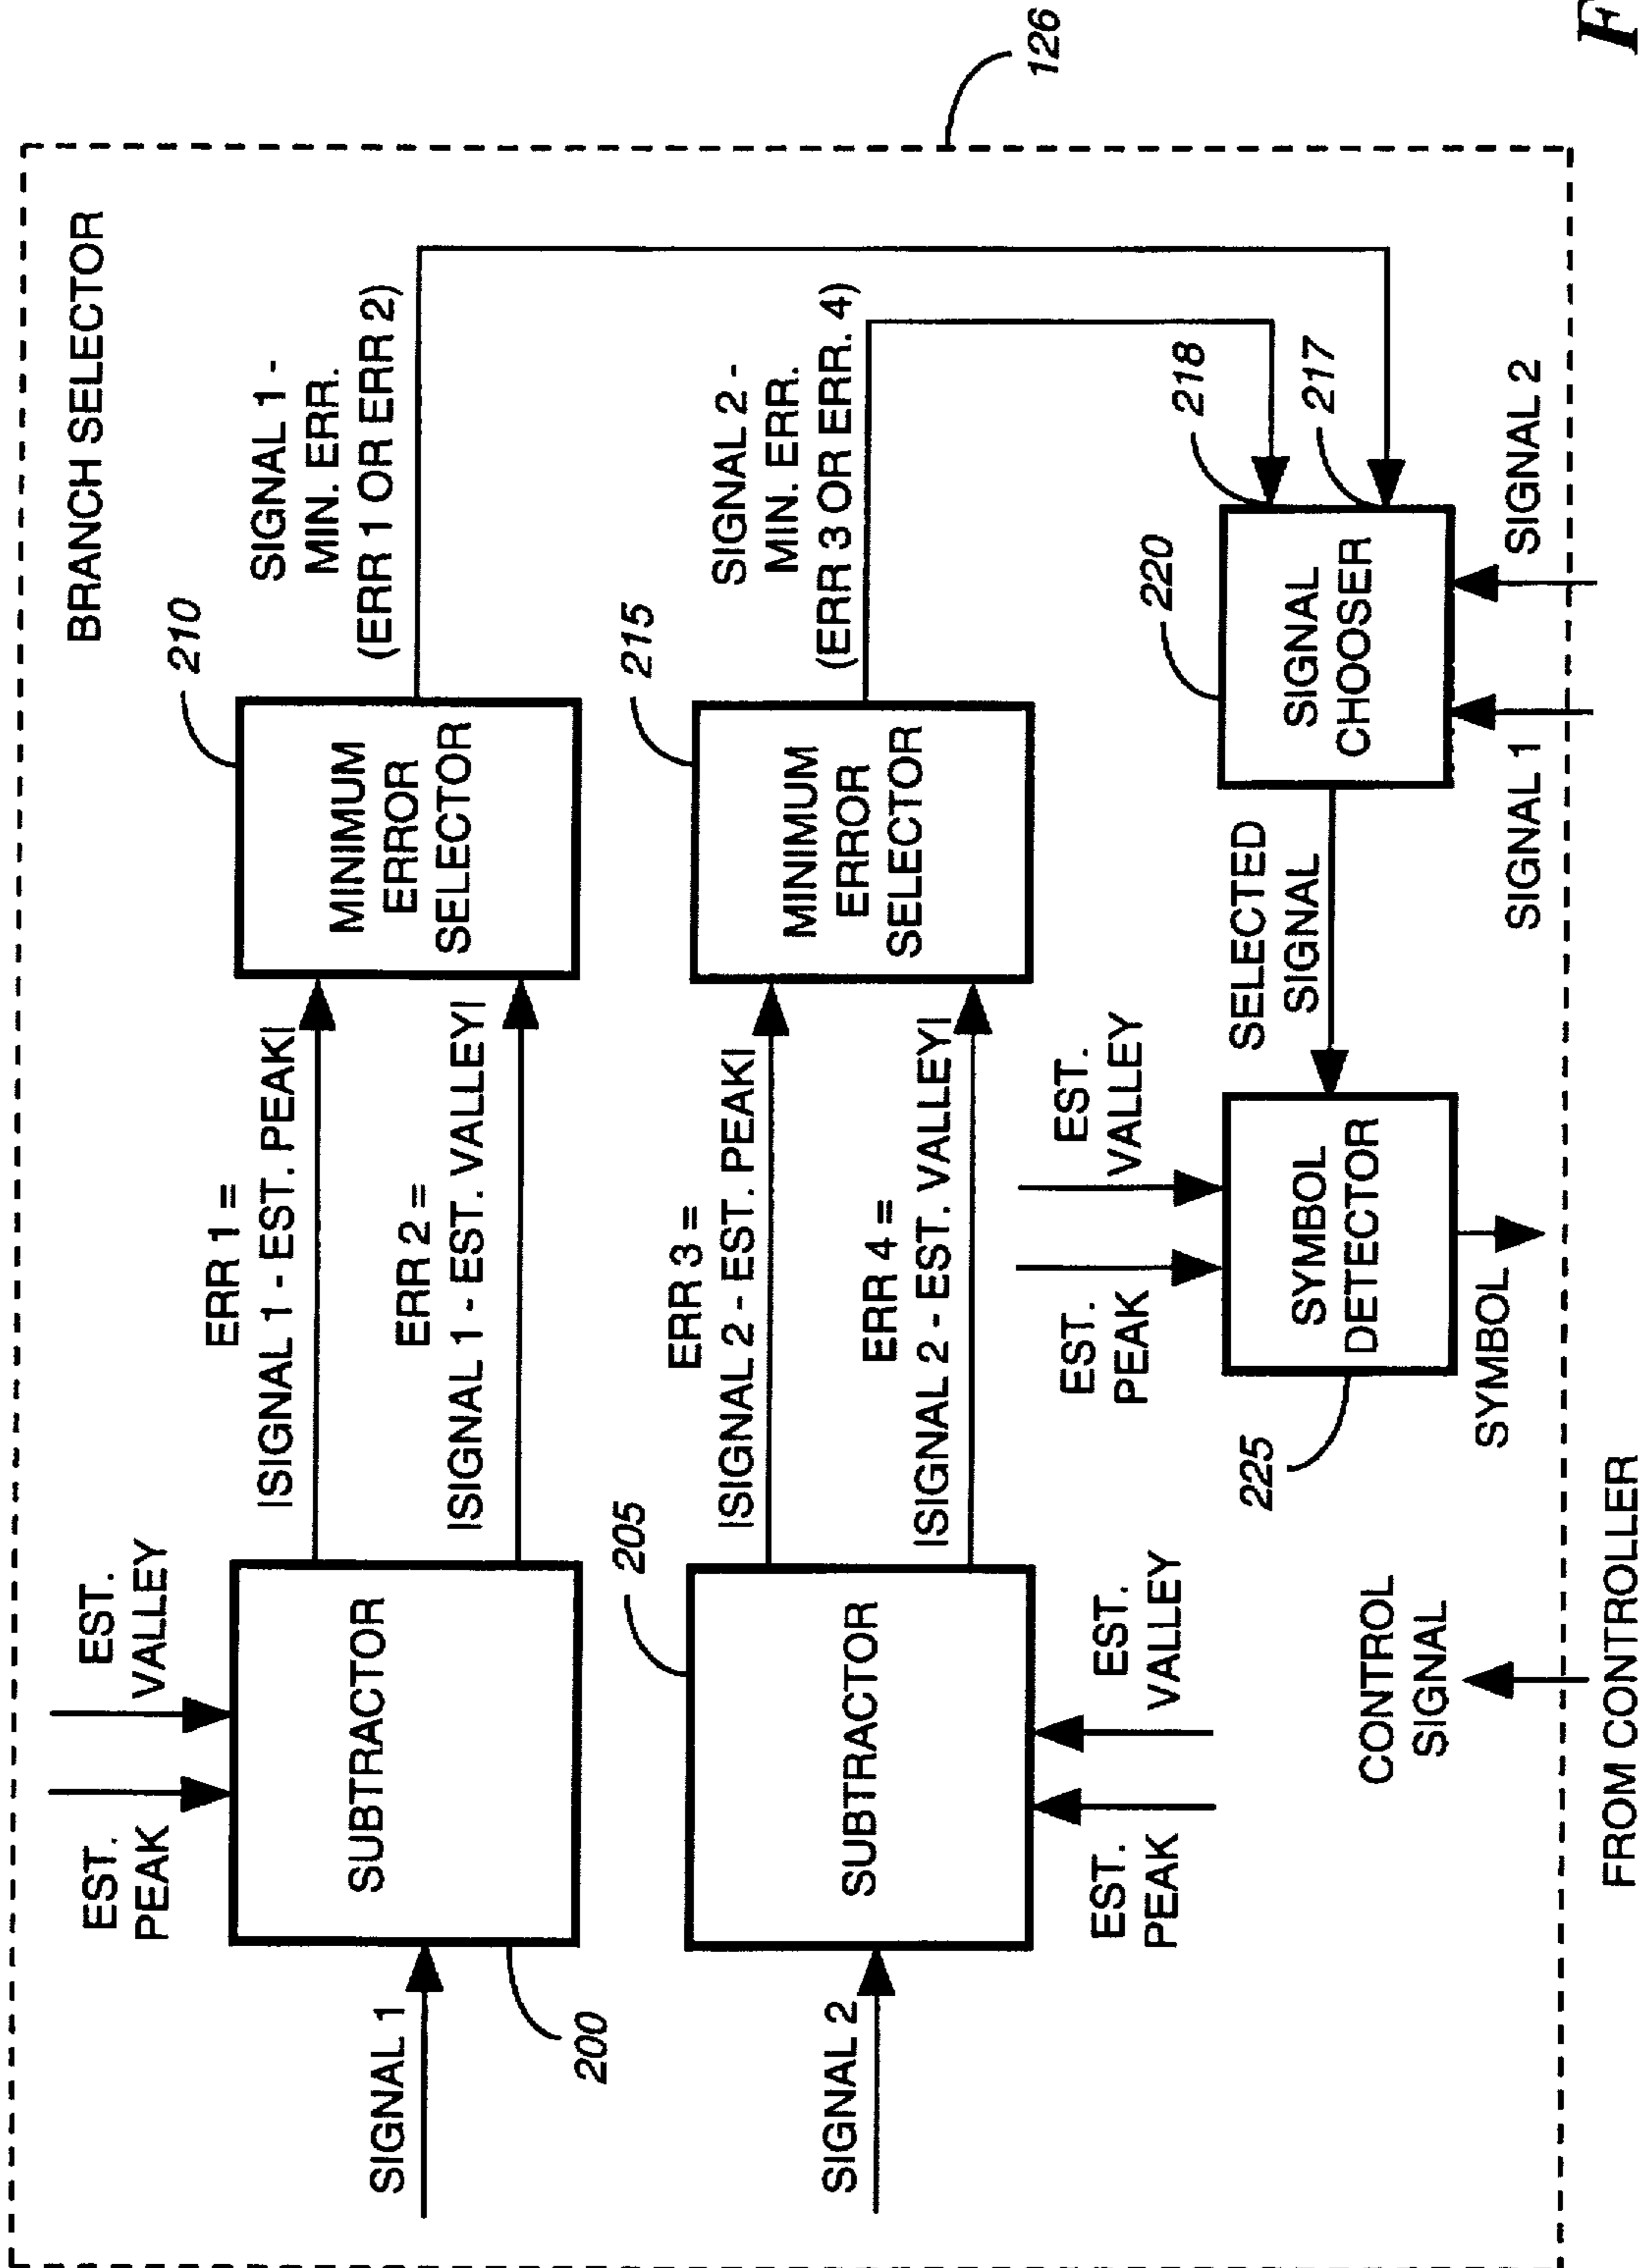 BRANCH SELECTOR
126
EST.
PEAK
EST.
VALLEY
SIGNAL 1
SUBTRACTOR
200
ERR 1 =
|SIGNAL 1 - EST. PEAK|
ERR 2 =
|SIGNAL 1 - EST. VALLEY|
210
MINIMUM
ERROR
SELECTOR
SIGNAL 1 -
MIN. ERR.
(ERR 1 OR ERR 2)
SIGNAL 2
SUBTRACTOR
205
EST.
PEAK
EST.
VALLEY
ERR 3 =
|SIGNAL 2 - EST. PEAK|
ERR 4 =
|SIGNAL 2 - EST. VALLEY|
215
MINIMUM
ERROR
SELECTOR
SIGNAL 2 -
MIN. ERR.
(ERR 3 OR ERR. 4)
218
217
220
SIGNAL
CHOOSER
SIGNAL 1
SIGNAL 2
SELECTED
SIGNAL
EST.
PEAK
EST.
VALLEY
SYMBOL
DETECTOR
225
SYMBOL
CONTROL
SIGNAL
FROM CONTROLLER
F